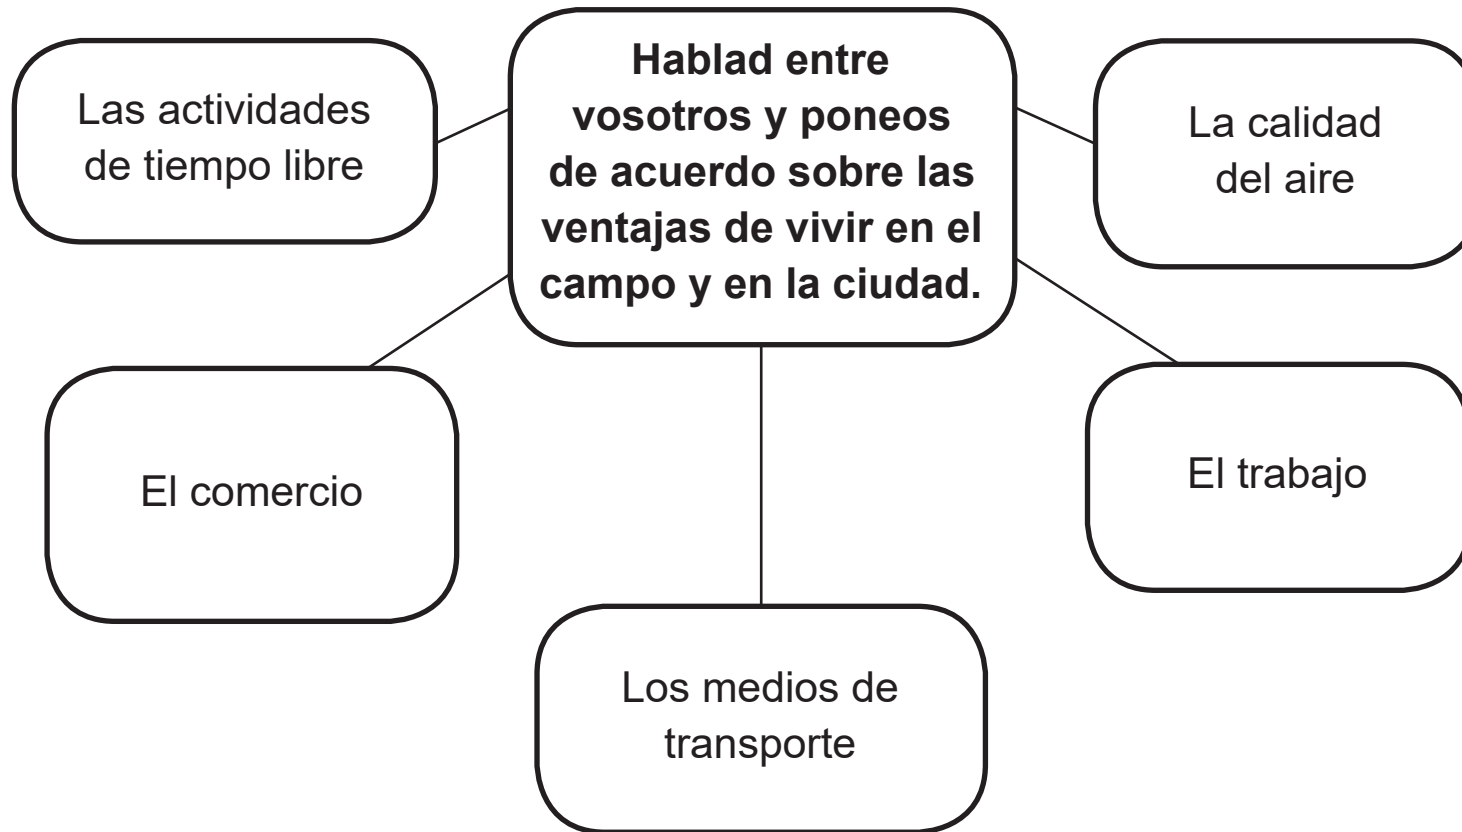 Hablad entre
vosotros y poneos
de acuerdo sobre las
ventajas de vivir en el
campo y en la ciudad.
Las actividades
de tiempo libre
La calidad
del aire
El comercio
El trabajo
Los medios de
transporte